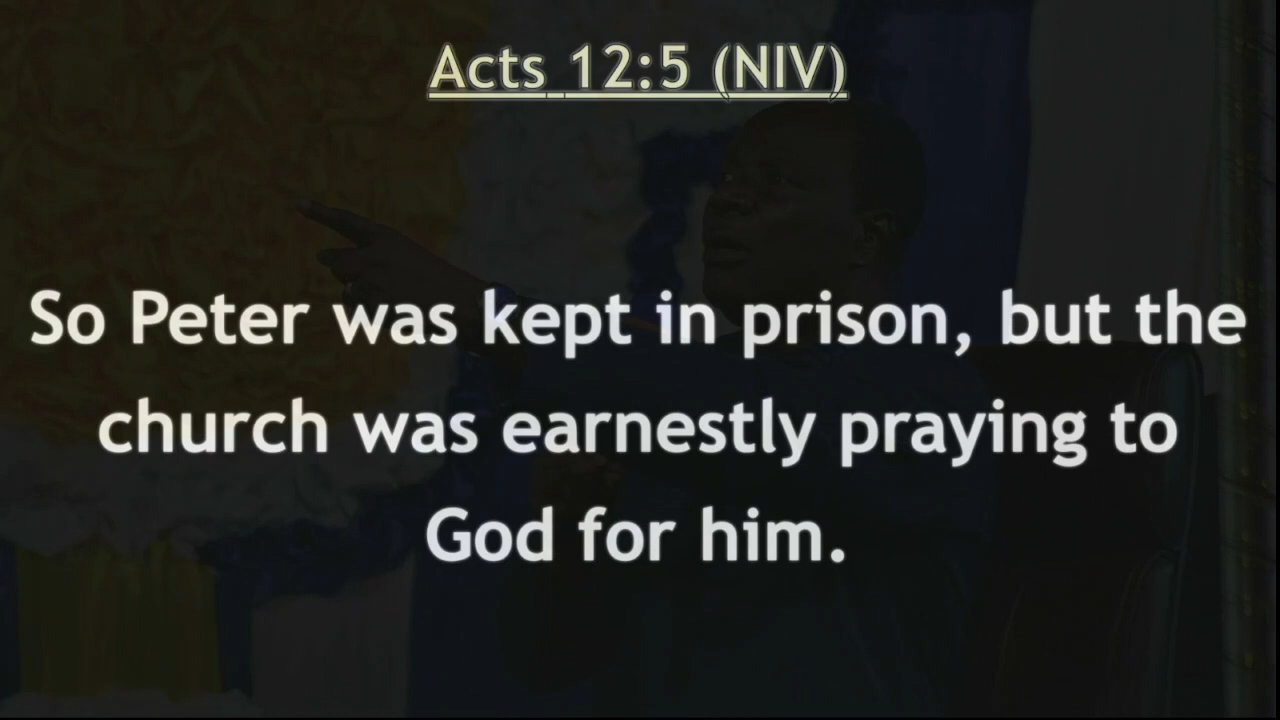 Acts 12:5 (NIV)
So Peter was kept in prison, but the
church was earnestly praying to
God for him.